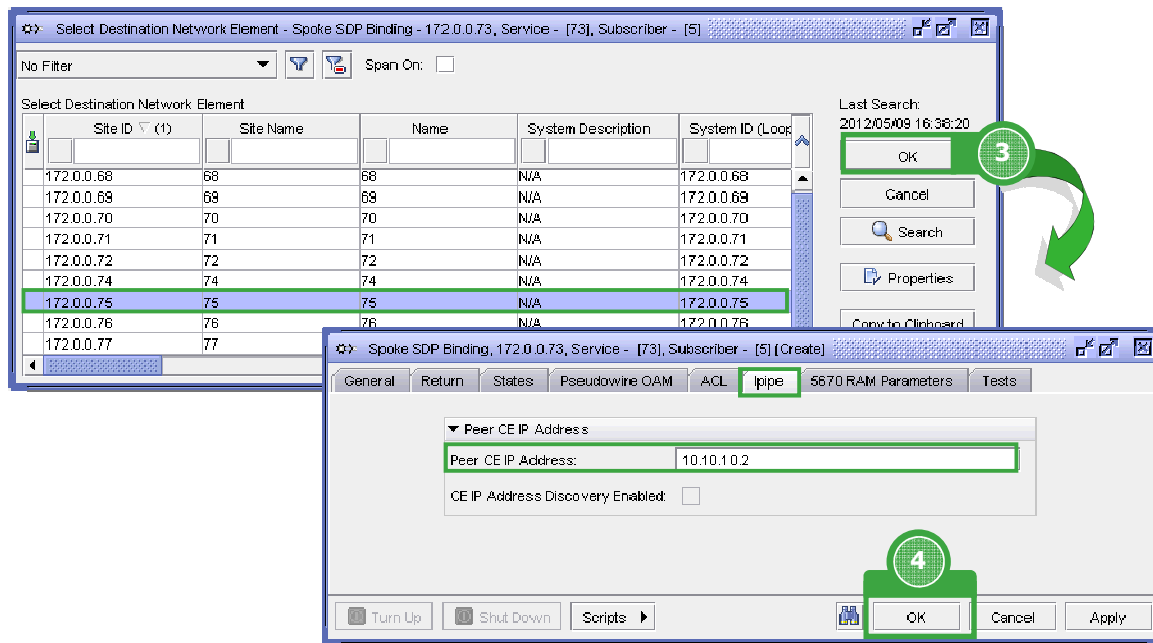 Select Destination Network Element - Spoke SDP Binding - 172.0.0.73, Service - [73], Subscriber - [5]
No Filter Span On:
Select Destination Network Element
Last Search:
2012/05/09 16:38:20
Site ID (1) Site Name Name System Description System ID (Loop
172.0.0.68 68 68 N/A 172.0.0.68
172.0.0.69 69 69 N/A 172.0.0.69
172.0.0.70 70 70 N/A 172.0.0.70
172.0.0.71 71 71 N/A 172.0.0.71
172.0.0.72 72 72 N/A 172.0.0.72
172.0.0.74 74 74 N/A 172.0.0.74
172.0.0.75 75 75 N/A 172.0.0.75
172.0.0.76 76 76 N/A 172.0.0.76
172.0.0.77 77
OK
3
Cancel
Search
Properties
Copy to Clipboard
Spoke SDP Binding, 172.0.0.73, Service - [73], Subscriber - [5] [Create]
General Return States Pseudowire OAM ACL Ipipe 5670 RAM Parameters Tests
Peer CE IP Address
Peer CE IP Address: 10.10.10.2
CE IP Address Discovery Enabled:
4
Turn Up Shut Down Scripts OK Cancel Apply